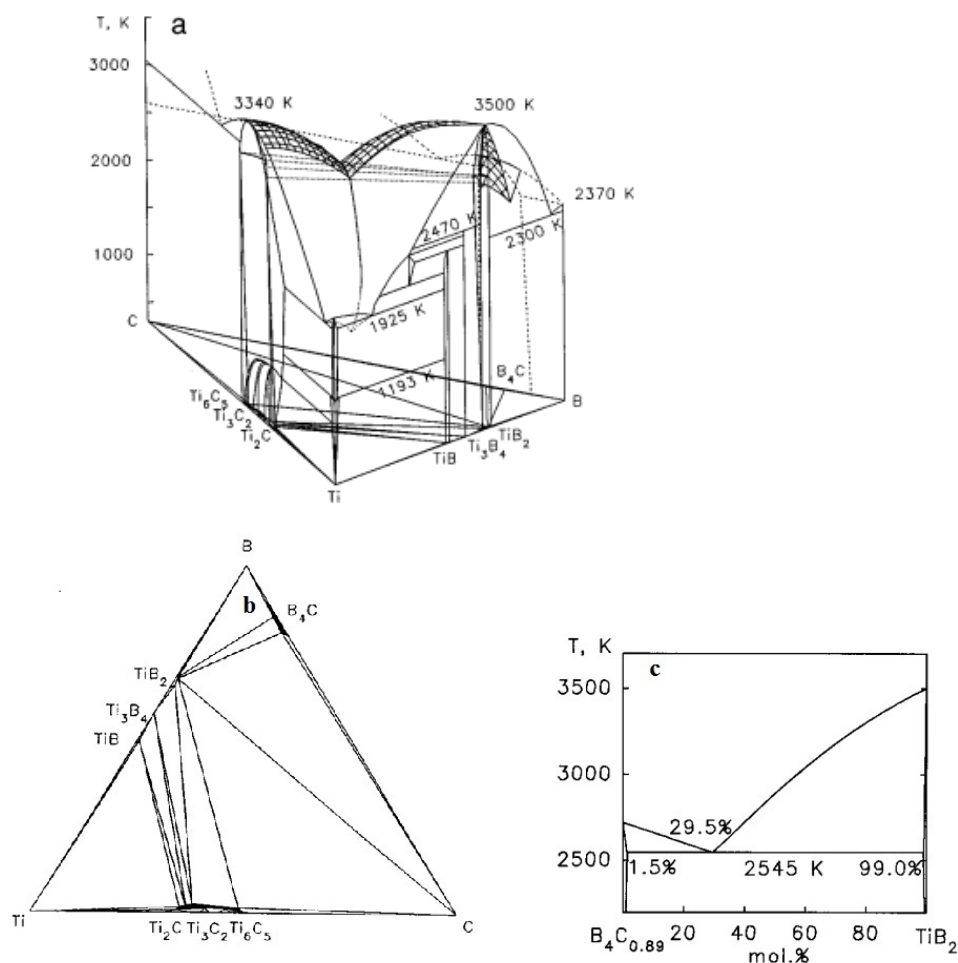 T, K
a
3000
3340 K
3500 K
2000
2370 K
2470 K
2300 K
1000
1925 K
C
1193 K
B₄C
B
Ti₆C₅
Ti₃C₂
Ti₂C
TiB₂
Ti₃B₄
TiB
Ti
B
b
B₄C
TiB₂
Ti₃B₄
TiB
Ti
Ti₂C
Ti₃C₂
Ti₆C₅
C
T, K
c
3500
3000
29.5%
2500
1.5%
2545 K
99.0%
B₄C₀.₈₉ 20 40 60 80 TiB₂
mol.%